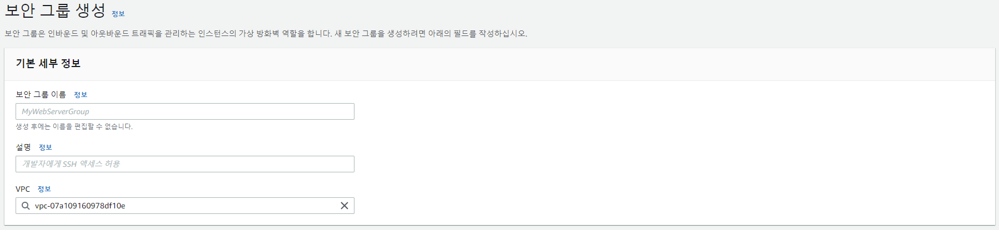 보안 그룹 생성 정보
보안 그룹은 인바운드 및 아웃바운드 트래픽을 관리하는 인스턴스의 가상 방화벽 역할을 합니다. 새 보안 그룹을 생성하려면 아래의 필드를 작성하십시오.
기본 세부 정보
보안 그룹 이름 정보
MyWebServerGroup
생성 후에는 이름을 편집할 수 없습니다.
설명 정보
개발자에게 SSH 액세스 허용
VPC 정보
vpc-07a109160978df10e